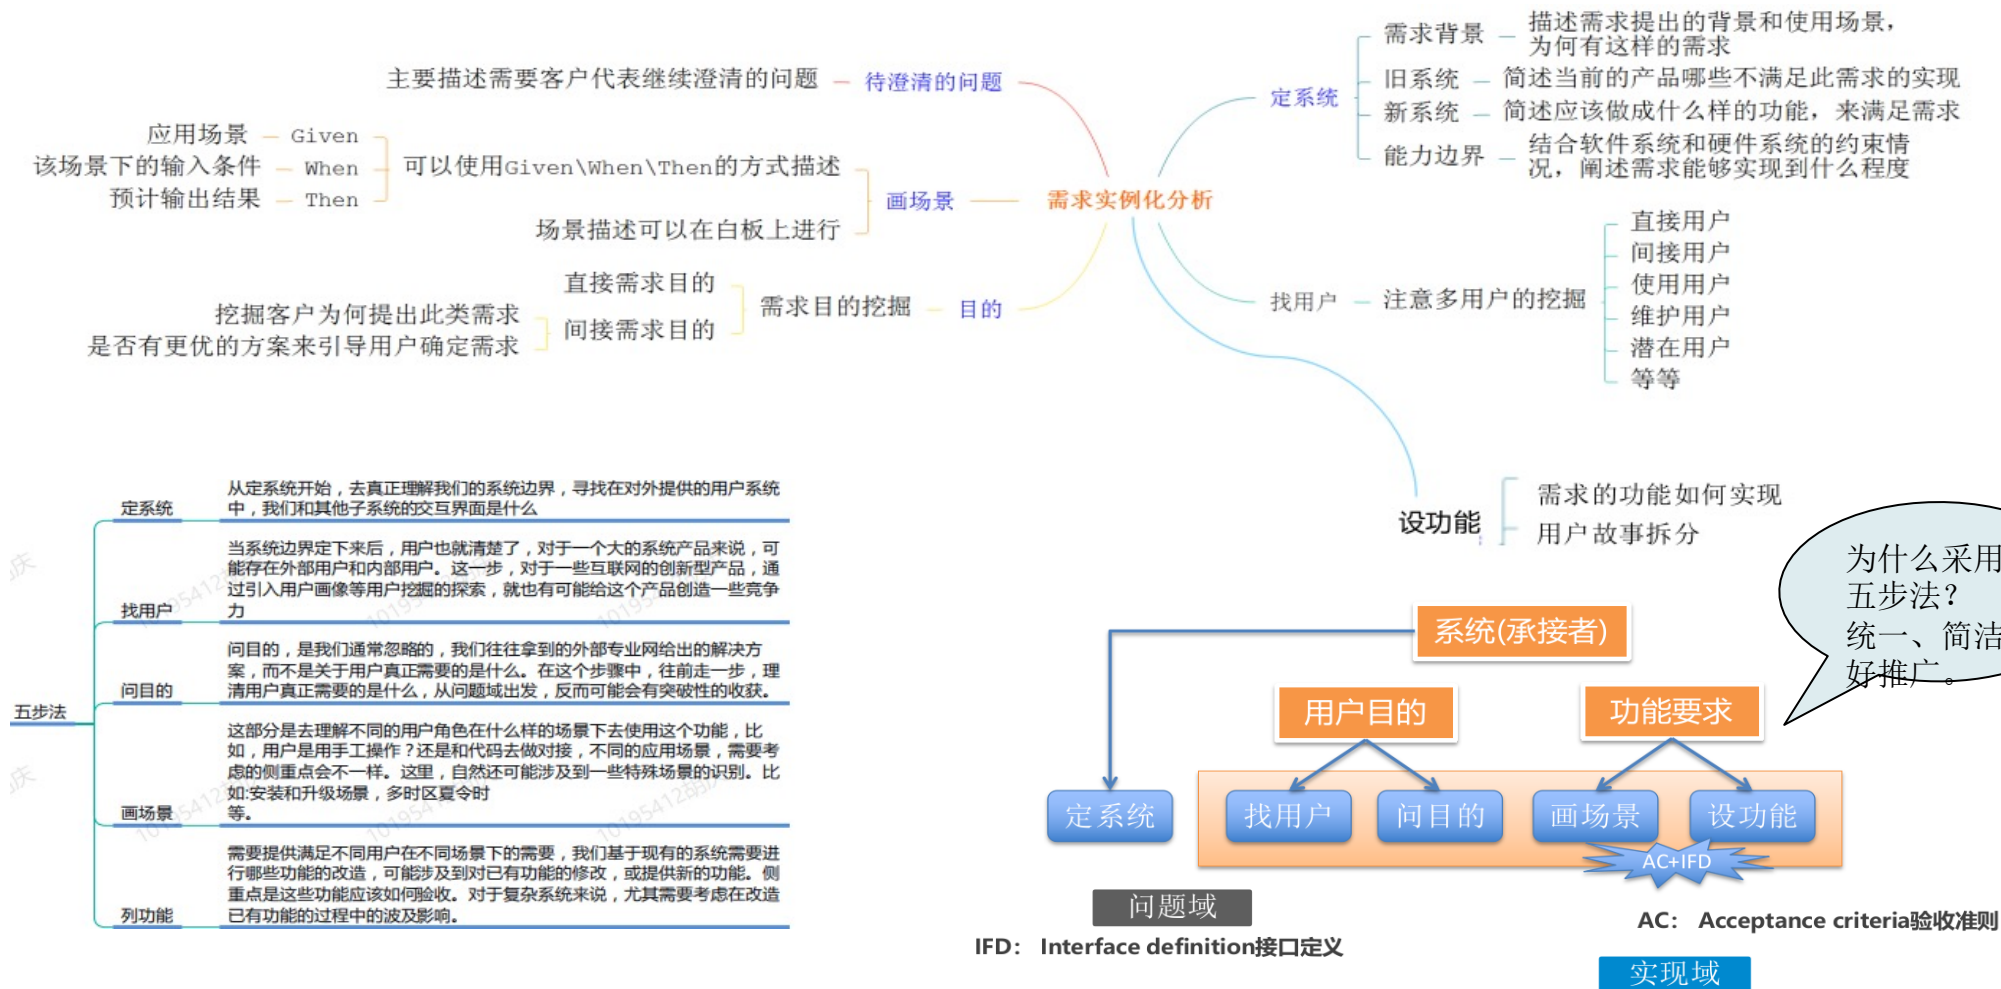 主要描述需要客户代表继续澄清的问题
待澄清的问题
应用场景
Given
该场景下的输入条件
When
预计输出结果
Then
可以使用Given\When\Then的方式描述
场景描述可以在白板上进行
画场景
需求实例化分析
直接需求目的
挖掘客户为何提出此类需求
是否有更优的方案来引导用户确定需求
间接需求目的
需求目的挖掘
目的
定系统
需求背景
描述需求提出的背景和使用场景，
为何有这样的需求
旧系统
简述当前的产品哪些不满足此需求的实现
新系统
简述应该做成什么样的功能，来满足需求
能力边界
结合软件系统和硬件系统的约束情
况，阐述需求能够实现到什么程度
找用户
注意多用户的挖掘
直接用户
间接用户
使用用户
维护用户
潜在用户
等等
设功能
需求的功能如何实现
用户故事拆分
五步法
定系统
从定系统开始，去真正理解我们的系统边界，寻找在对外提供的用户系统
中，我们和其他子系统的交互界面是什么
找用户
当系统边界定下来后，用户也就清楚了，对于一个大的系统产品来说，可
能存在外部用户和内部用户。这一步，对于一些互联网的创新型产品，通
过引入用户画像等用户挖掘的探索，就也有可能给这个产品创造一些竞争
力
问目的
问目的，是我们通常忽略的，我们往往拿到的外部专业网给出的解决方
案，而不是关于用户真正需要的是什么。在这个步骤中，往前走一步，理
清用户真正需要的是什么，从问题域出发，反而可能会有突破性的收获。
画场景
这部分是去理解不同的用户角色在什么样的场景下去使用这个功能，比
如，用户是用手工操作？还是和代码去做对接，不同的应用场景，需要考
虑的侧重点会不一样。这里，自然还可能涉及到一些特殊场景的识别。比
如:安装和升级场景，多时区夏令时
等。
列功能
需要提供满足不同用户在不同场景下的需要，我们基于现有的系统需要进
行哪些功能的改造，可能涉及到对已有功能的修改，或提供新的功能。侧
重点是这些功能应该如何验收。对于复杂系统来说，尤其需要考虑在改造
已有功能的过程中的波及影响。
为什么采用
五步法？
统一、简洁
好推广。
系统(承接者)
用户目的
功能要求
定系统
找用户
问目的
画场景
设功能
AC+IFD
问题域
AC： Acceptance criteria验收准则
IFD： Interface definition接口定义
实现域